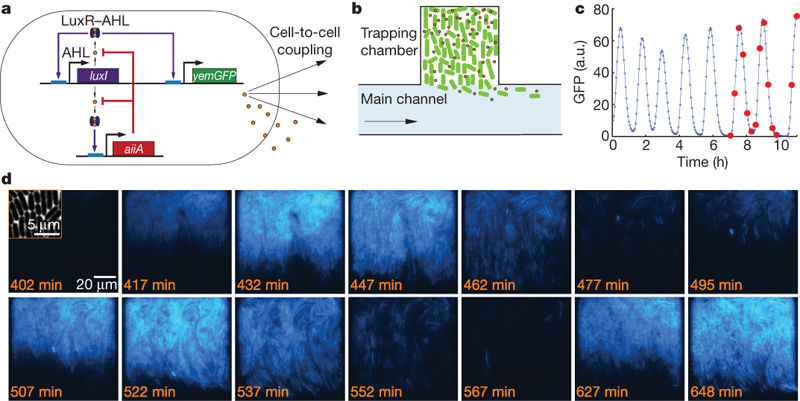 a
LuxR–AHL
AHL
luxI
yemGFP
aiiA
Cell-to-cell
coupling
b
Trapping
chamber
Main channel
c
GFP (a.u.)
80
60
40
20
0
0 2 4 6 8 10
Time (h)
d
5 μm
402 min
20 μm
417 min
432 min
447 min
462 min
477 min
495 min
507 min
522 min
537 min
552 min
567 min
627 min
648 min